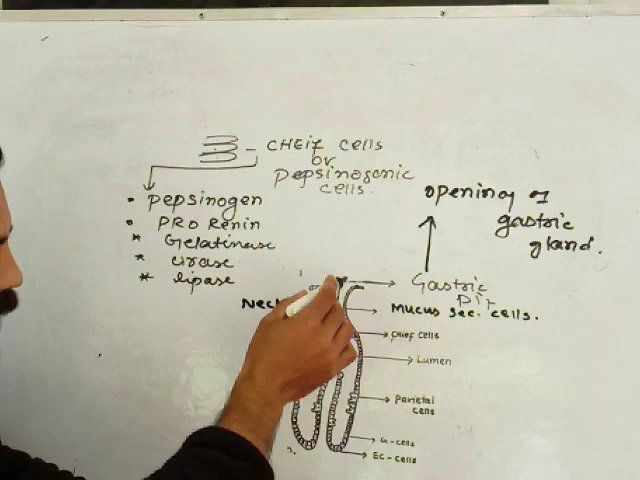 CHEif cells
or
pepsinogenic
cells.
• pepsinogen
• PRO Renin
* Gelatinase
* urase
* lipase
opening of
gastric
gland.
Gastric
Pit
Neck
Mucus sec. cells.
chief cells
Lumen
Parietal
cells
G-cells
EC-cells